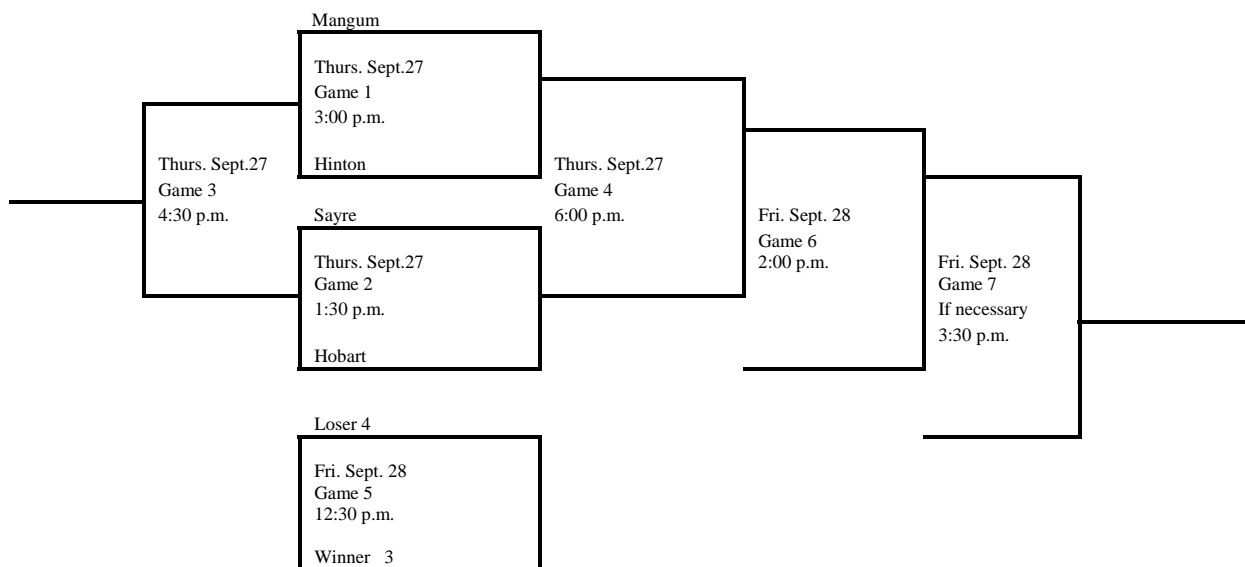 Mangum
Thurs. Sept.27
Game 1
3:00 p.m.
Hinton
Thurs. Sept.27
Game 3
4:30 p.m.
Sayre
Thurs. Sept.27
Game 2
1:30 p.m.
Hobart
Thurs. Sept.27
Game 4
6:00 p.m.
Fri. Sept. 28
Game 6
2:00 p.m.
Fri. Sept. 28
Game 7
If necessary
3:30 p.m.
Loser 4
Fri. Sept. 28
Game 5
12:30 p.m.
Winner 3